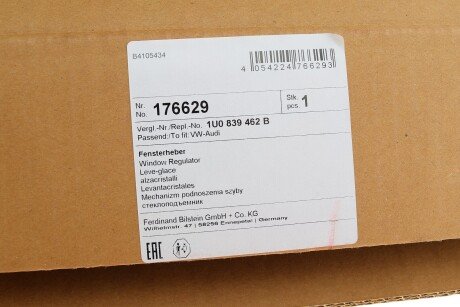 B4105434
4 054224 766293
Nr.
No. 176629
Stk.
pcs. 1
Vergl.-Nr./Repl.-No. 1U0 839 462 B
Passend:/To fit: VW-Audi
Fensterheber
Window Regulator
Leve-glace
alzacristalli
Levantacristales
Mechanizm podnoszenia szyby
стеклоподъемник
Ferdinand Bilstein GmbH + Co. KG
Wilhelmstr. 47 | 58256 Ennepetal | Germany
EAC